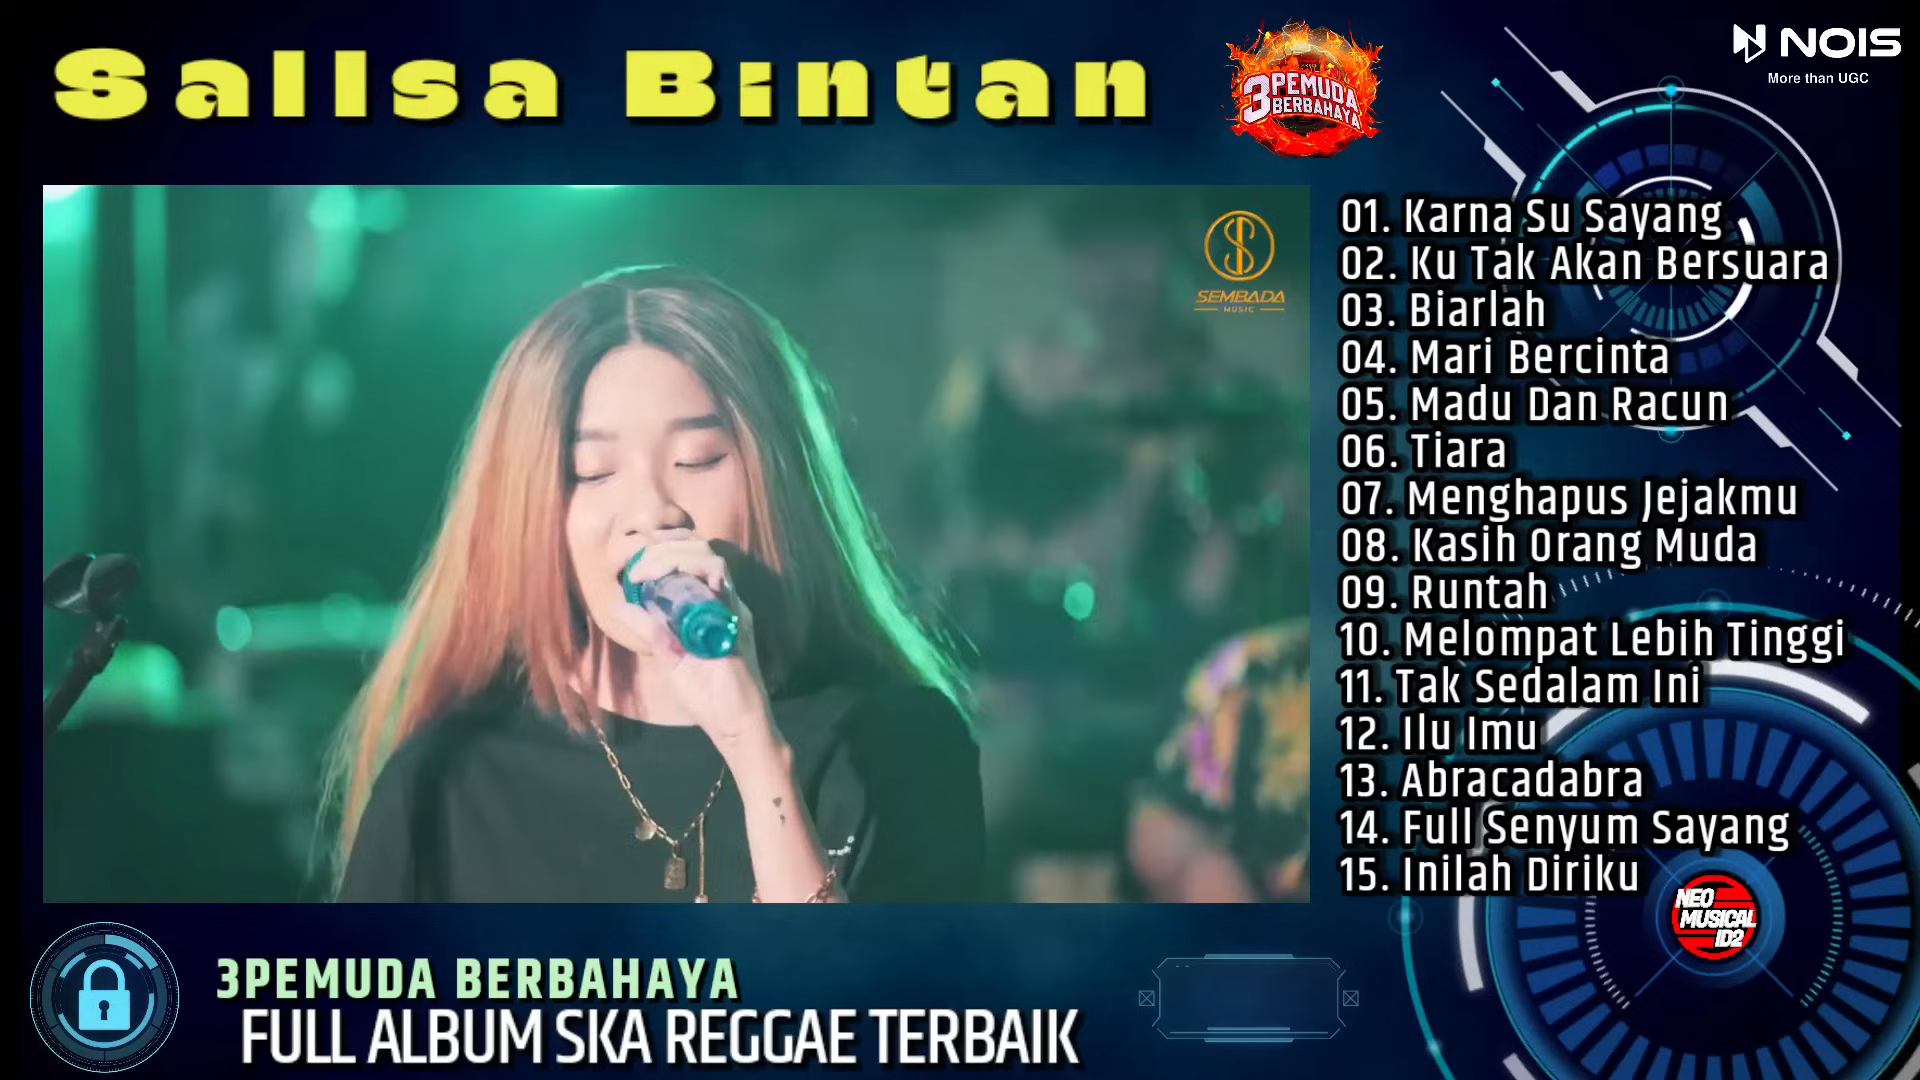 Sallsa Bintan
3PEMUDA
BERBAHAYA
NOIS
More than UGC
SEMBADA
MUSIC
01. Karna Su Sayang
02. Ku Tak Akan Bersuara
03. Biarlah
04. Mari Bercinta
05. Madu Dan Racun
06. Tiara
07. Menghapus Jejakmu
08. Kasih Orang Muda
09. Runtah
10. Melompat Lebih Tinggi
11. Tak Sedalam Ini
12. Ilu Imu
13. Abracadabra
14. Full Senyum Sayang
15. Inilah Diriku
NEO
MUSICAL
ID2
3PEMUDA BERBAHAYA
FULL ALBUM SKA REGGAE TERBAIK